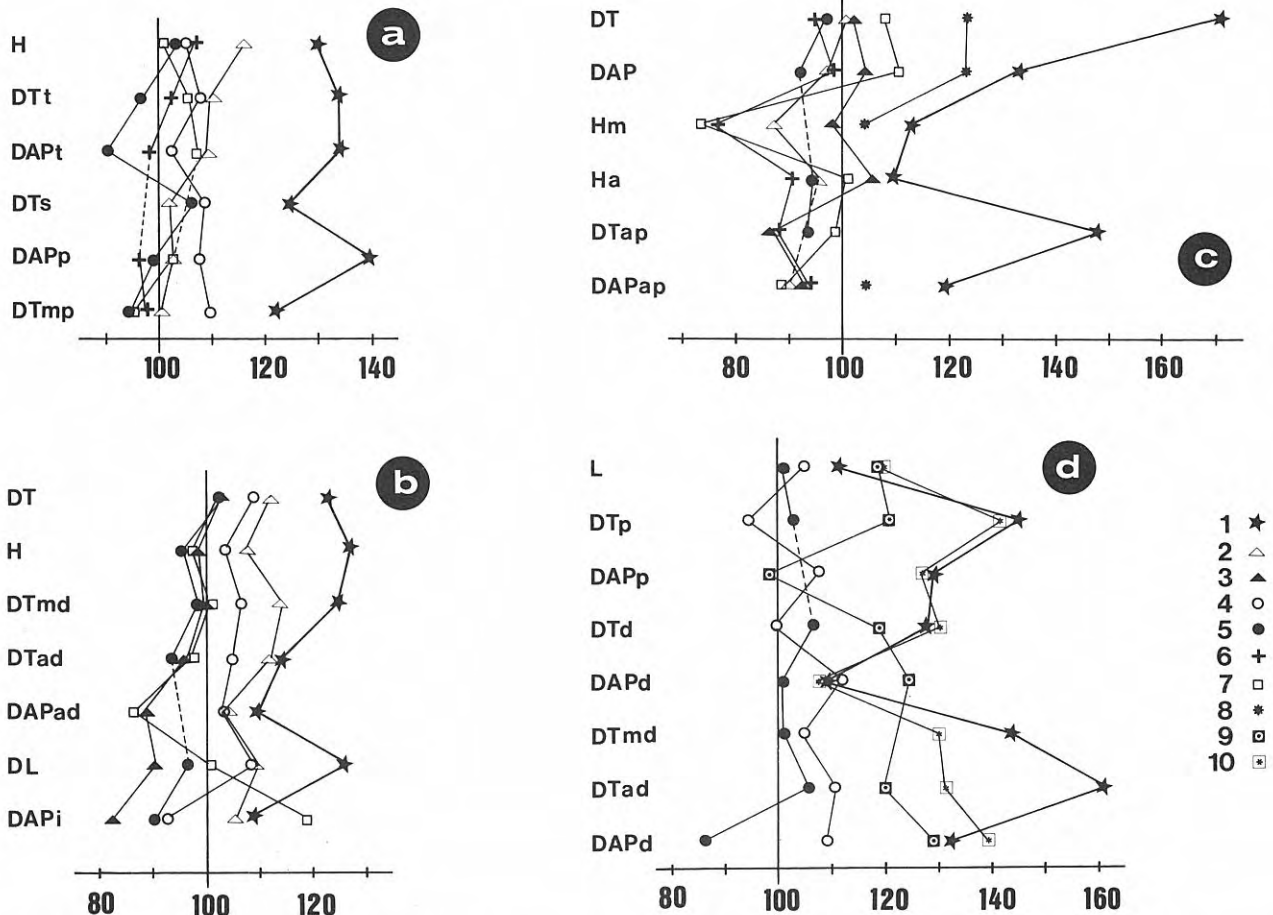 a
H
DTt
DAPt
DTs
DAPp
DTmp
100 120 140
c
DT
DAP
Hm
Ha
DTap
DAPap
80 100 120 140 160
b
DT
H
DTmd
DTad
DAPad
DL
DAPi
80 100 120
d
L
DTp
DAPp
DTd
DAPd
DTmd
DTad
DAPd
80 100 120 140 160
1
2
3
4
5
6
7
8
9
10